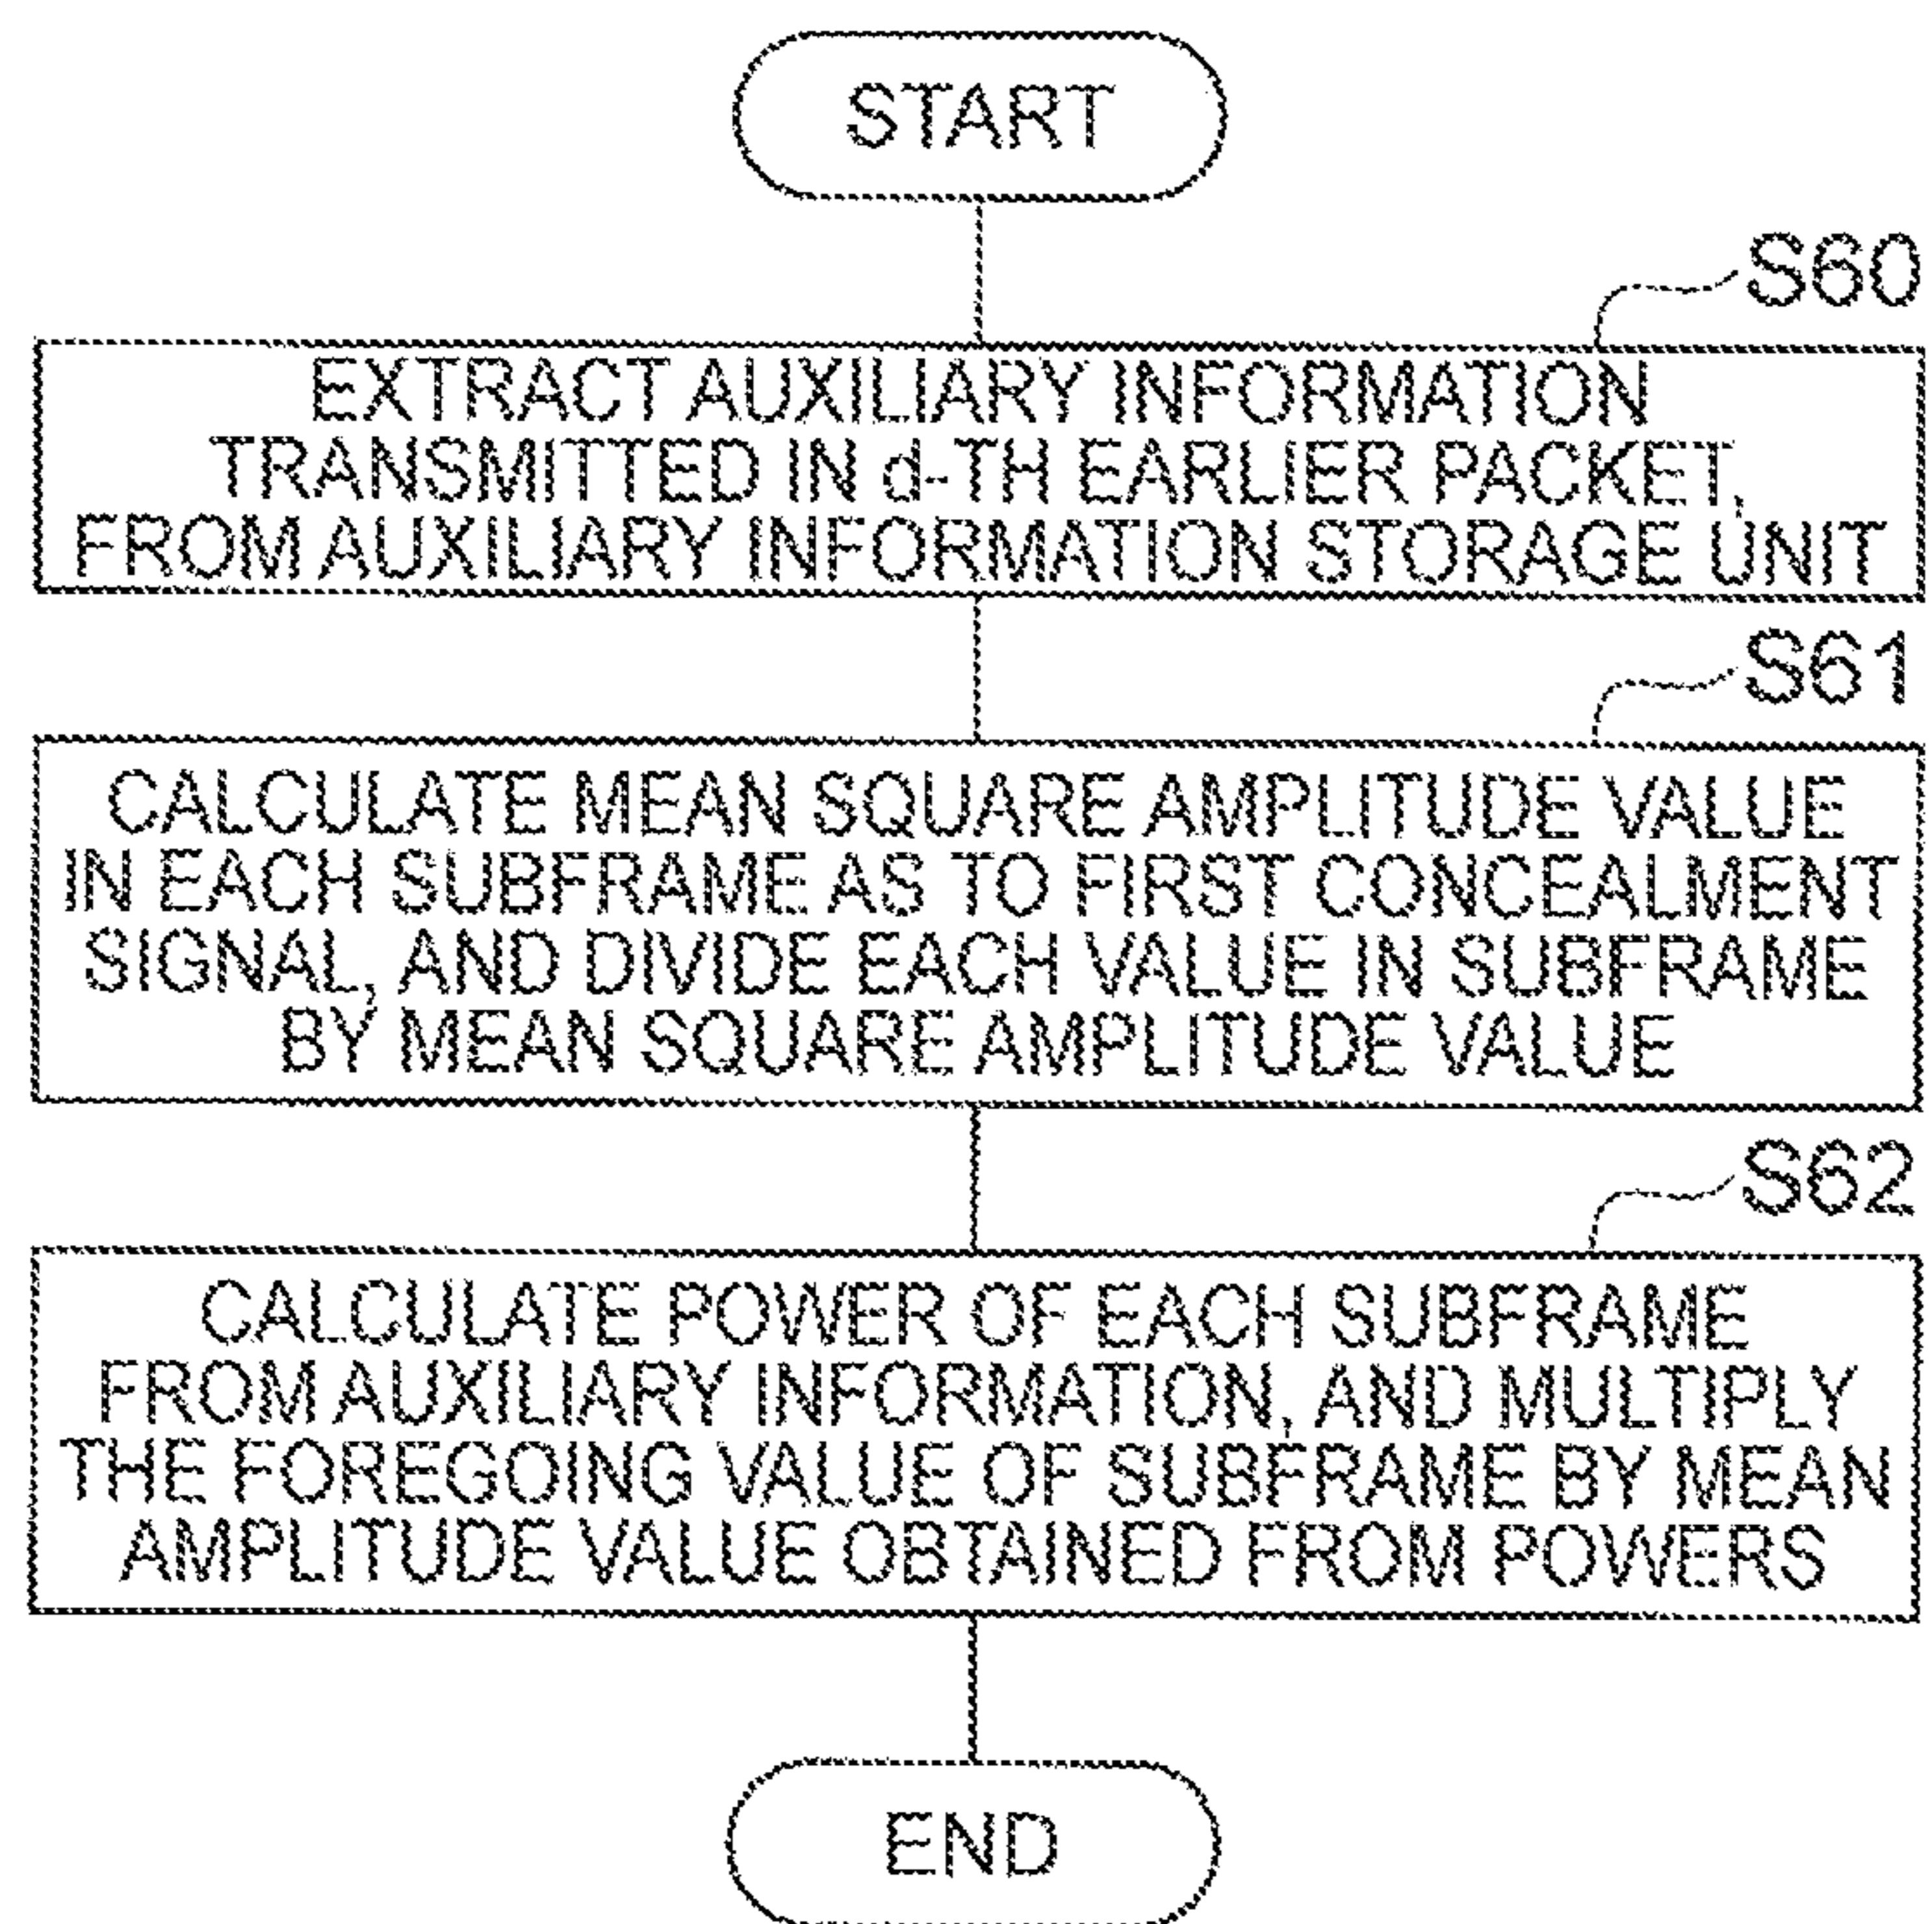 START
S60
EXTRACT AUXILIARY INFORMATION
TRANSMITTED IN d-TH EARLIER PACKET,
FROM AUXILIARY INFORMATION STORAGE UNIT
S61
CALCULATE MEAN SQUARE AMPLITUDE VALUE
IN EACH SUBFRAME AS TO FIRST CONCEALMENT
SIGNAL, AND DIVIDE EACH VALUE IN SUBFRAME
BY MEAN SQUARE AMPLITUDE VALUE
S62
CALCULATE POWER OF EACH SUBFRAME
FROM AUXILIARY INFORMATION, AND MULTIPLY
THE FOREGOING VALUE OF SUBFRAME BY MEAN
AMPLITUDE VALUE OBTAINED FROM POWERS
END